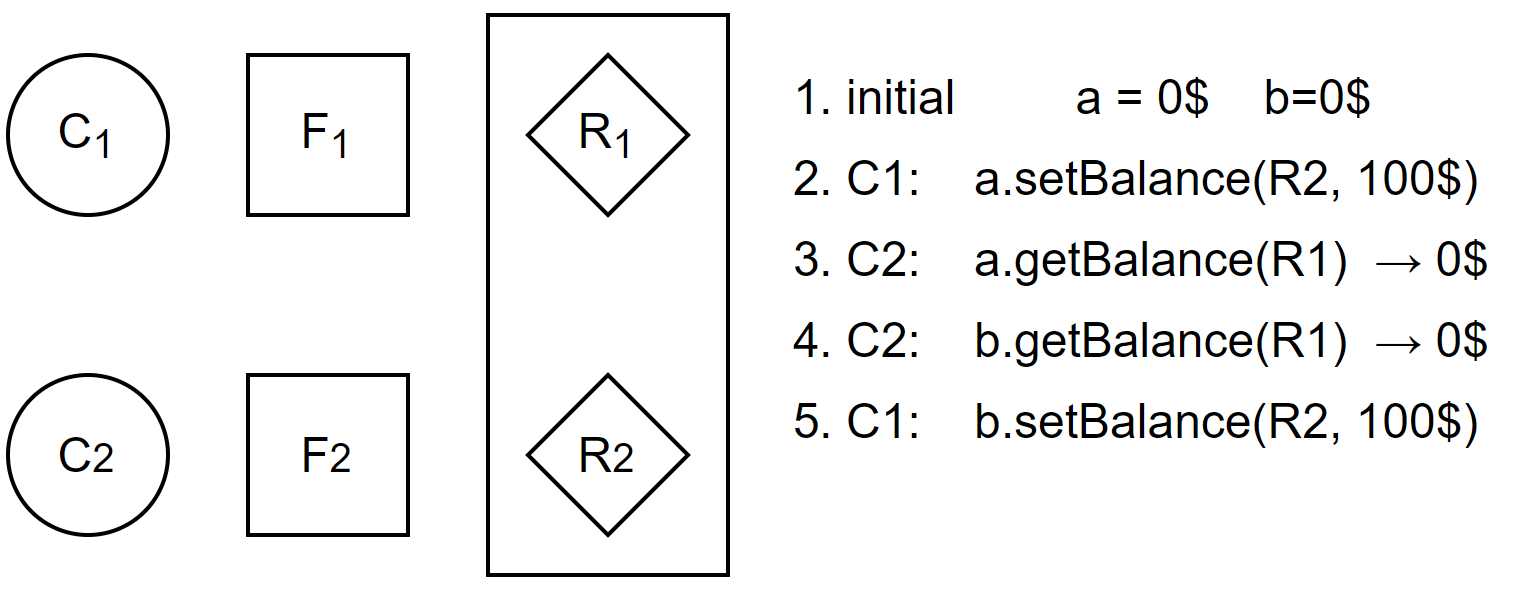 C1
F1
R1
C2
F2
R2
1. initial a = 0$ b=0$
2. C1: a.setBalance(R2, 100$)
3. C2: a.getBalance(R1) → 0$
4. C2: b.getBalance(R1) → 0$
5. C1: b.setBalance(R2, 100$)